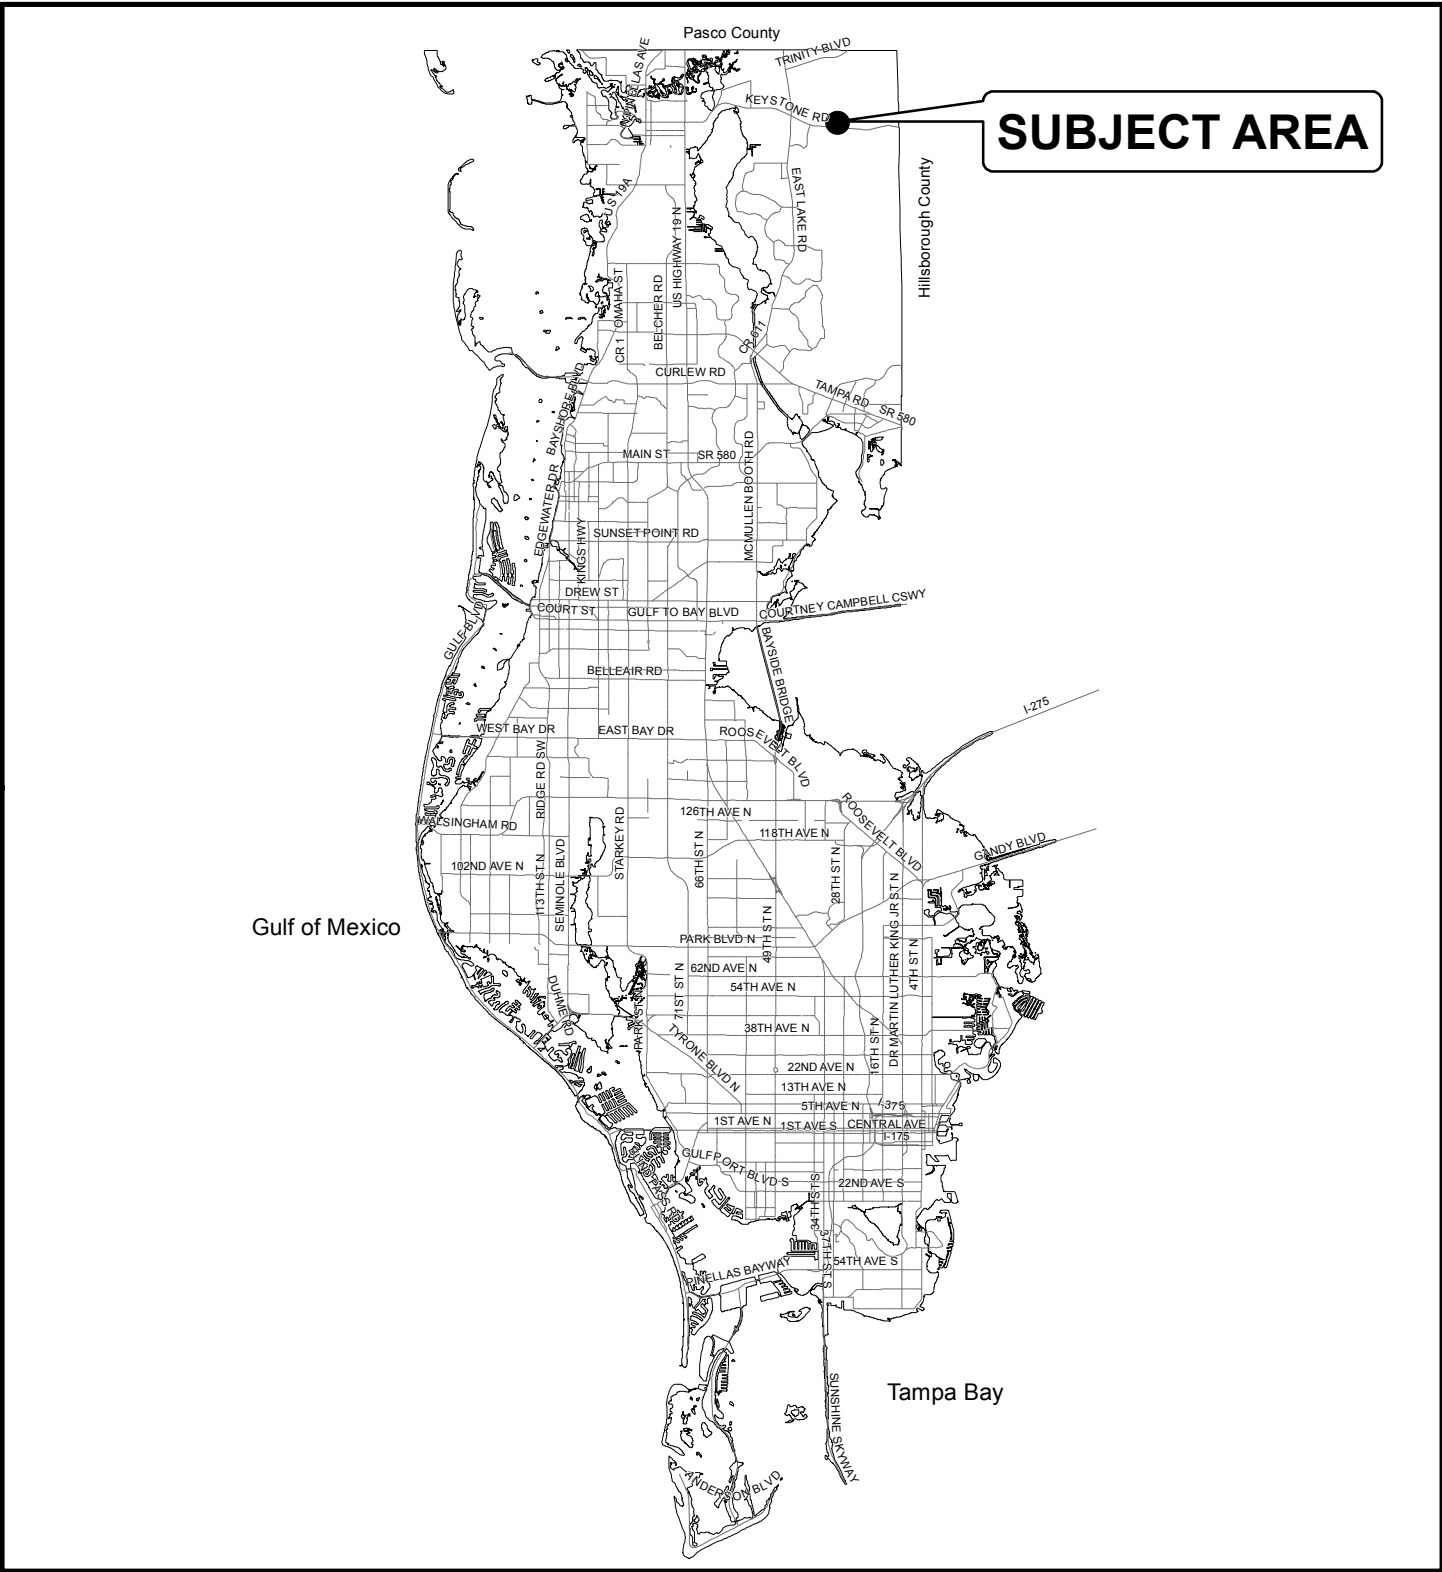 Pasco County
TRINITY BLVD
KEYSTONE RD
SUBJECT AREA
Hillsborough County
EAST LAKE RD
US 19A
US HIGHWAY 19 N
OMAHA ST
CR 1
BELCHER RD
CR 611
CURLEW RD
TAMPA RD
SR 580
BAYSHORE BLVD
MAIN ST
SR 580
MCMULLEN BOOTH RD
EDGEWATER DR
KINGS HWY
SUNSET POINT RD
DREW ST
COURT ST
GULF TO BAY BLVD
COURTNEY CAMPBELL CSWY
GULF BLVD
BAYSIDE BRIDGE
BELLEAIR RD
I-275
WEST BAY DR
EAST BAY DR
ROOSEVELT BLVD
RIDGE RD SW
WALSINGHAM RD
STARKEY RD
126TH AVE N
118TH AVE N
ROOSEVELT BLVD
GANDY BLVD
102ND AVE N
113TH ST N
SEMINOLE BLVD
66TH ST N
28TH ST N
DR MARTIN LUTHER KING JR ST N
Gulf of Mexico
PARK BLVD N
49TH ST N
4TH ST N
62ND AVE N
71ST ST N
54TH AVE N
DUHME RD
PARK ST N
TYRONE BLVD N
38TH AVE N
16TH ST N
22ND AVE N
13TH AVE N
5TH AVE N
I-375
1ST AVE N
1ST AVE S
CENTRAL AVE
I-175
GULFPORT BLVD S
22ND AVE S
34TH ST S
37TH ST S
54TH AVE S
PINELLAS BAYWAY
Tampa Bay
SUNSHINE SKYWAY
ANDERSON BLVD